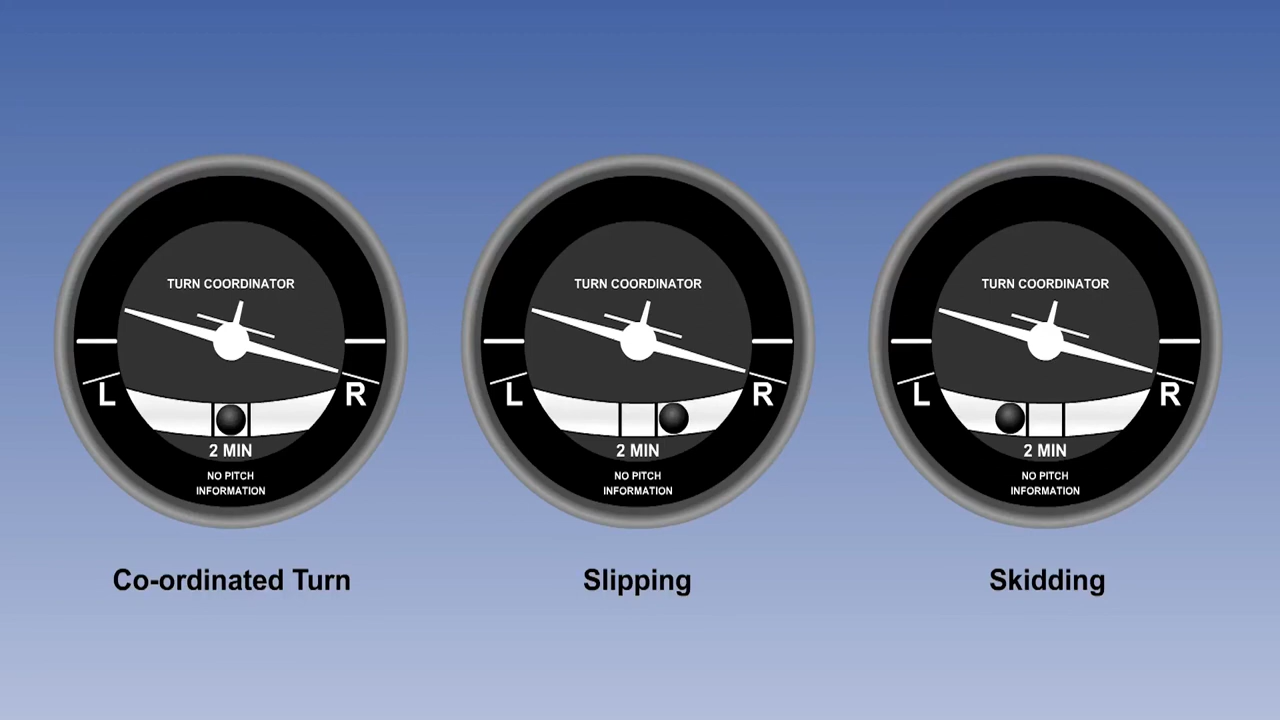 TURN COORDINATOR
L
R
2 MIN
NO PITCH
INFORMATION
Co-ordinated Turn
TURN COORDINATOR
L
R
2 MIN
NO PITCH
INFORMATION
Slipping
TURN COORDINATOR
L
R
2 MIN
NO PITCH
INFORMATION
Skidding